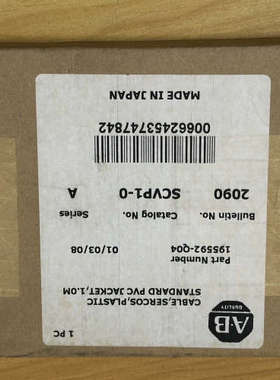 1 PC
A-B
QUALITY
CABLE,SERCOS,PLASTIC
STANDARD PVC JACKET,1.0M
Part Number
195592-Q04 01/03/08
Bulletin No. Catalog No. Series
2090 SCVP1-0 A
00662453747842
MADE IN JAPAN